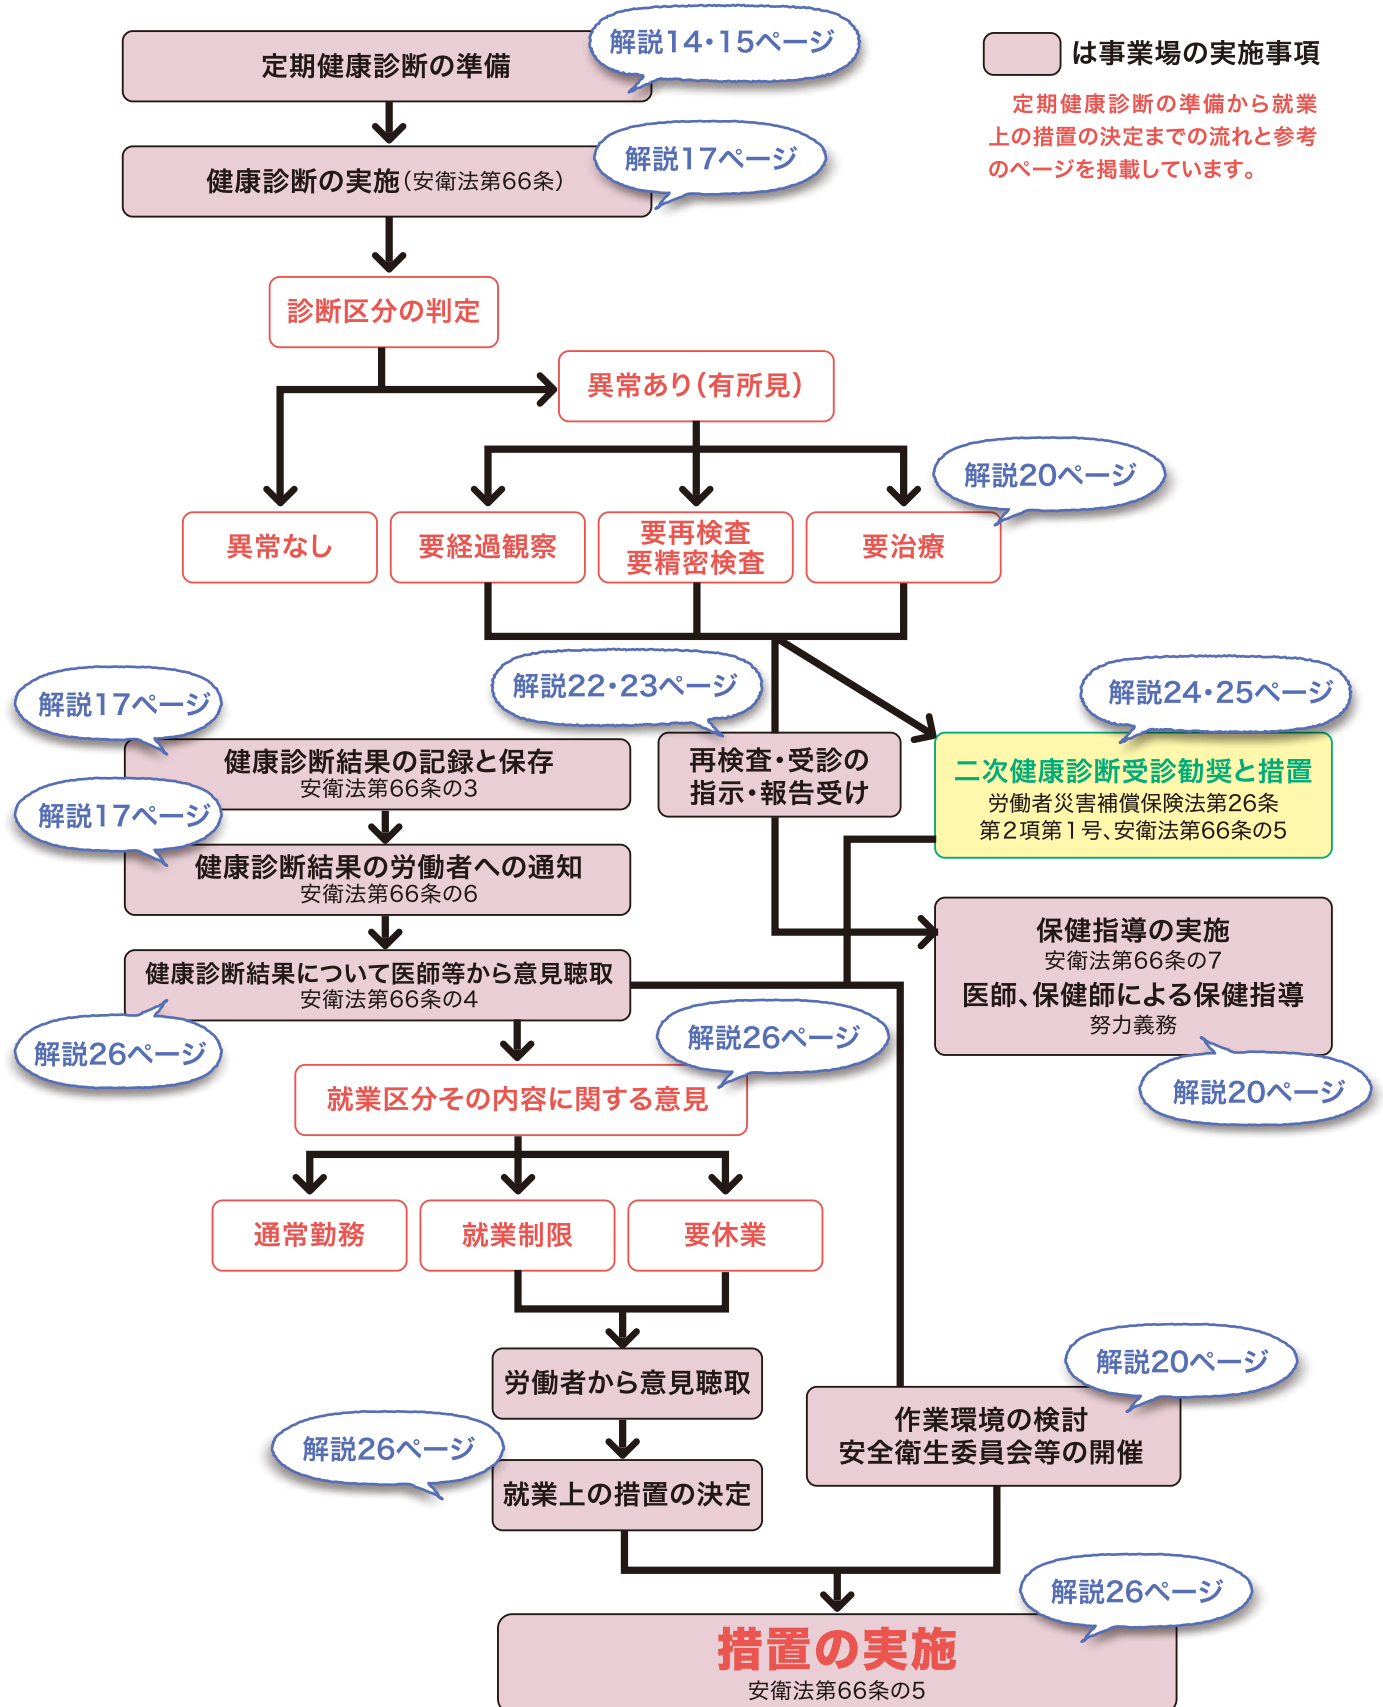 定期健康診断の準備
解説14・15ページ
は事業場の実施事項
定期健康診断の準備から就業
上の措置の決定までの流れと参考
のページを掲載しています。
健康診断の実施(安衛法第66条)
解説17ページ
診断区分の判定
異常あり(有所見)
解説20ページ
異常なし
要経過観察
要再検査
要精密検査
要治療
解説17ページ
健康診断結果の記録と保存
安衛法第66条の3
解説22・23ページ
再検査・受診の
指示・報告受け
解説24・25ページ
二次健康診断受診勧奨と措置
労働者災害補償保険法第26条
第2項第1号、安衛法第66条の5
解説17ページ
健康診断結果の労働者への通知
安衛法第66条の6
保健指導の実施
安衛法第66条の7
医師、保健師による保健指導
努力義務
解説20ページ
健康診断結果について医師等から意見聴取
安衛法第66条の4
解説26ページ
解説26ページ
就業区分その内容に関する意見
通常勤務
就業制限
要休業
労働者から意見聴取
解説20ページ
作業環境の検討
安全衛生委員会等の開催
解説26ページ
就業上の措置の決定
解説26ページ
措置の実施
安衛法第66条の5